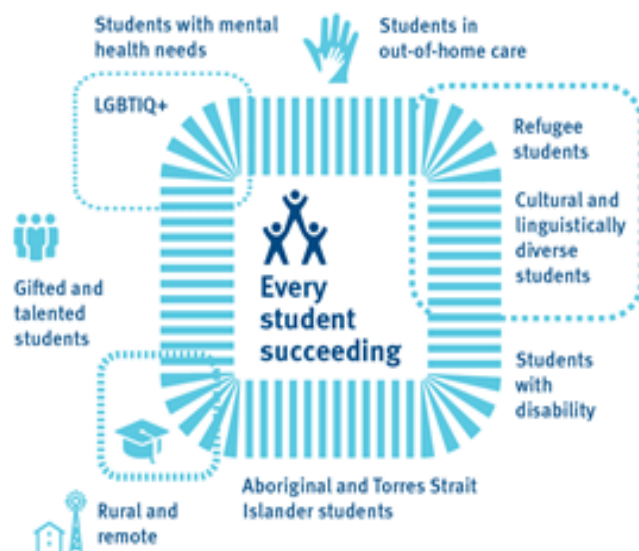 Students with mental
health needs
Students in
out-of-home care
LGBTIQ+
Refugee
students
Cultural and
linguistically
diverse
students
Gifted and
talented
students
Every
student
succeeding
Students
with
disability
Aboriginal and Torres Strait
Islander students
Rural and
remote